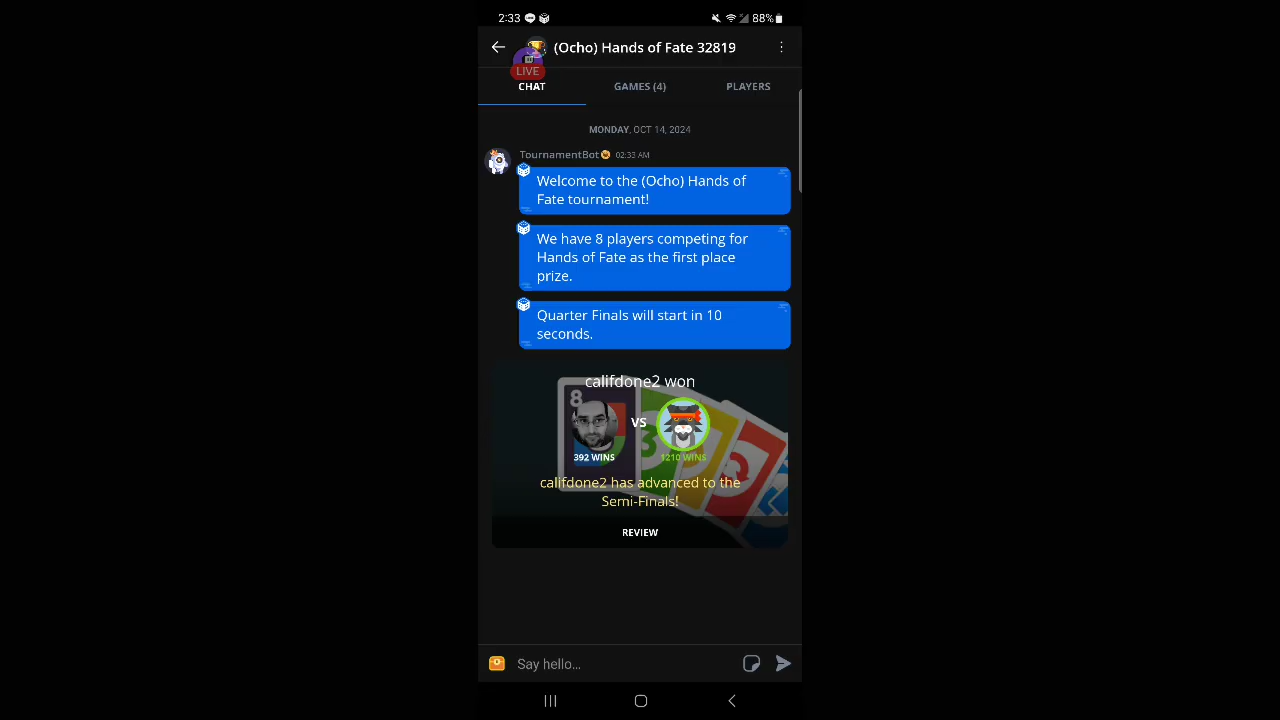 2:33
88%
(Ocho) Hands of Fate 32819
LIVE
CHAT
GAMES (4)
PLAYERS
MONDAY, OCT 14, 2024
TournamentBot 02:33 AM
Welcome to the (Ocho) Hands of
Fate tournament!
We have 8 players competing for
Hands of Fate as the first place
prize.
Quarter Finals will start in 10
seconds.
califdone2 won
8
VS
392 WINS
1210 WINS
califdone2 has advanced to the
Semi-Finals!
REVIEW
Say hello...